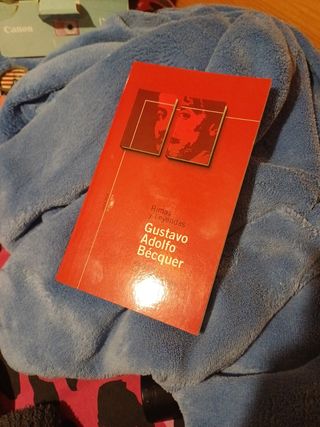 Canon
Rimas
y Leyendas
Gustavo
Adolfo
Bécquer